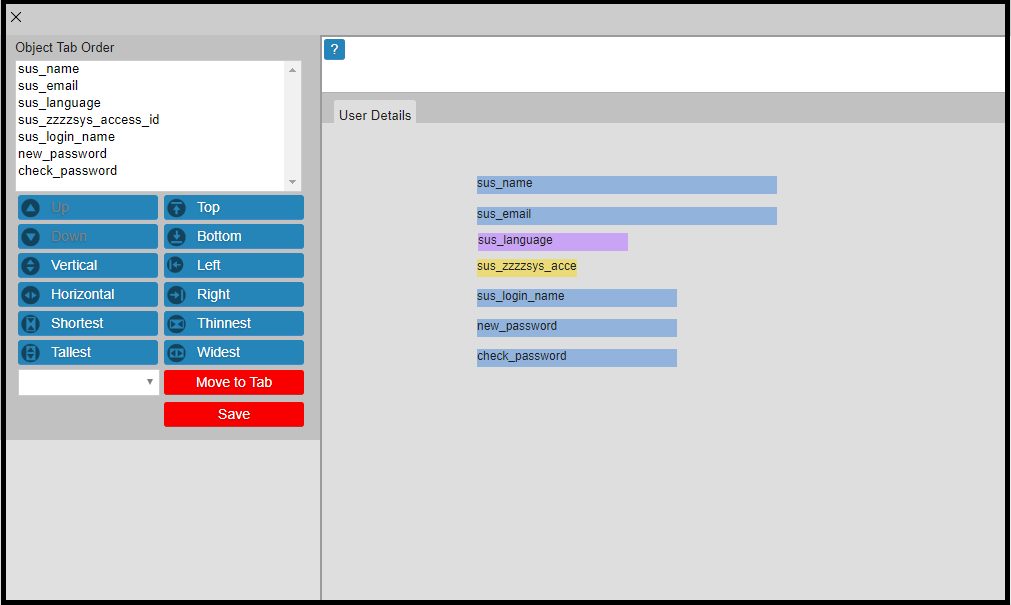 Object Tab Order
sus_name
sus_email
sus_language
sus_zzzzsys_access_id
sus_login_name
new_password
check_password
Up Top
Down Bottom
Vertical Left
Horizontal Right
Shortest Thinnest
Tallest Widest
Move to Tab
Save
?
User Details
sus_name
sus_email
sus_language
sus_zzzzsys_acce
sus_login_name
new_password
check_password